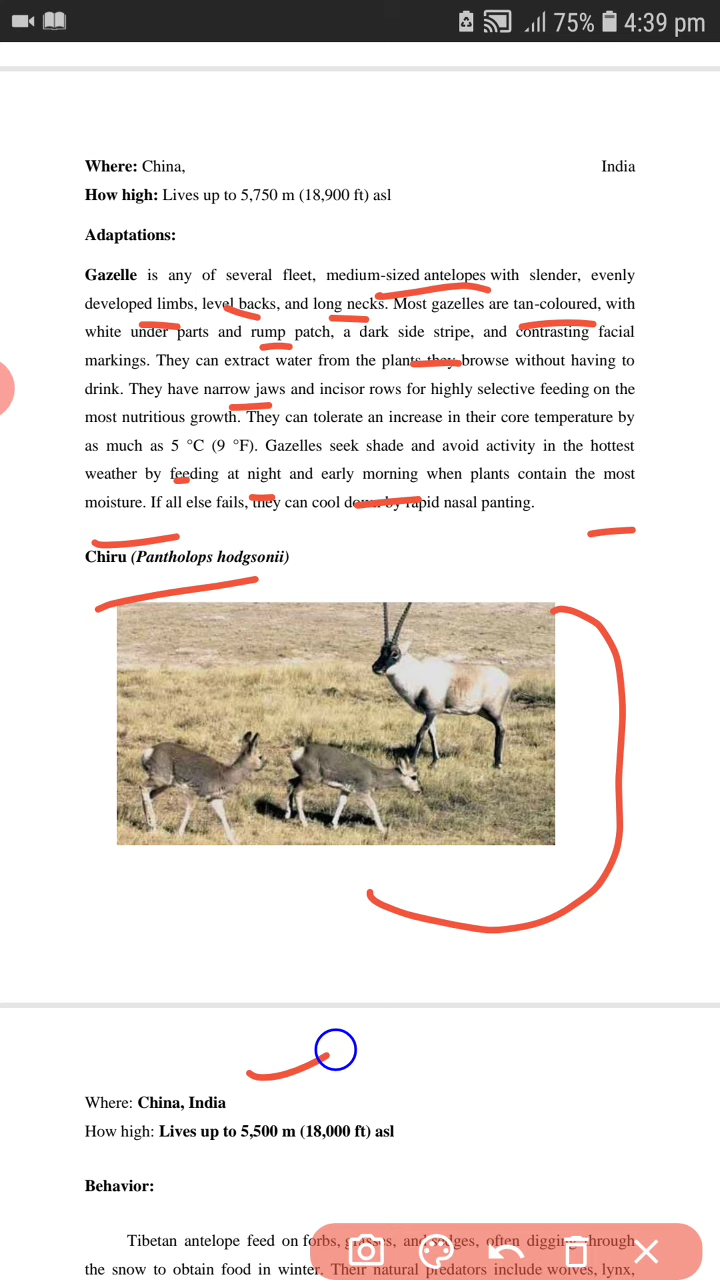 75% 4:39 pm
Where: China, India
How high: Lives up to 5,750 m (18,900 ft) asl
Adaptations:
Gazelle is any of several fleet, medium-sized antelopes with slender, evenly
developed limbs, level backs, and long necks. Most gazelles are tan-coloured, with
white under parts and rump patch, a dark side stripe, and contrasting facial
markings. They can extract water from the plants they browse without having to
drink. They have narrow jaws and incisor rows for highly selective feeding on the
most nutritious growth. They can tolerate an increase in their core temperature by
as much as 5 °C (9 °F). Gazelles seek shade and avoid activity in the hottest
weather by feeding at night and early morning when plants contain the most
moisture. If all else fails, they can cool down by rapid nasal panting.
Chiru (Pantholops hodgsonii)
Where: China, India
How high: Lives up to 5,500 m (18,000 ft) asl
Behavior:
Tibetan antelope feed on forbs, grasses, and sedges, often digging through
the snow to obtain food in winter. Their natural predators include wolves, lynx,